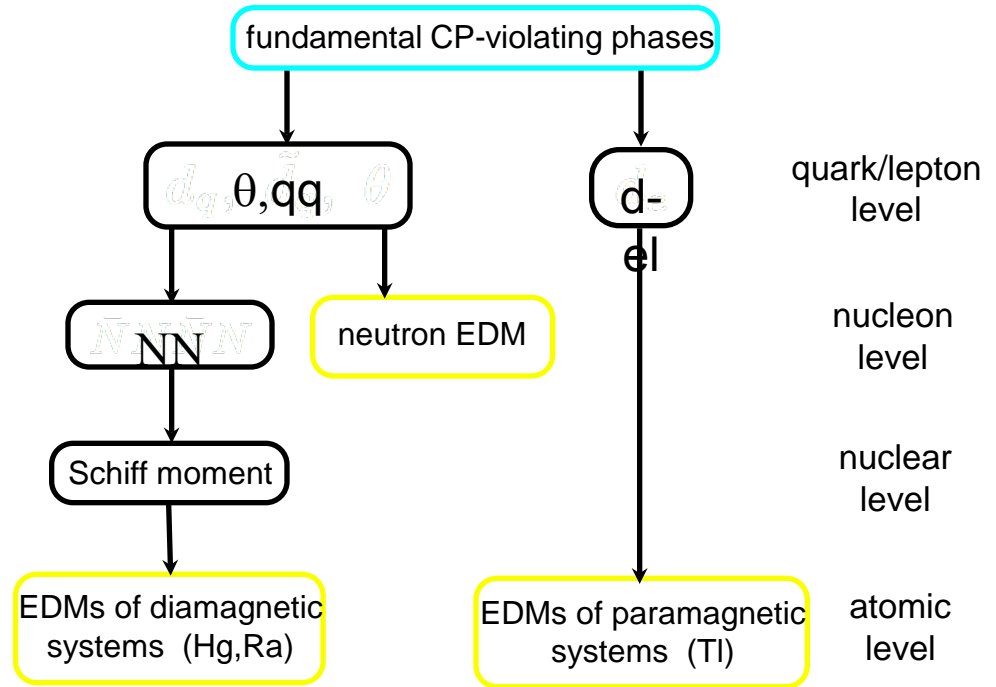 fundamental CP-violating phases
θ,qq
d-
el
quark/lepton
level
NN
neutron EDM
nucleon
level
Schiff moment
nuclear
level
EDMs of diamagnetic
systems (Hg,Ra)
EDMs of paramagnetic
systems (Tl)
atomic
level